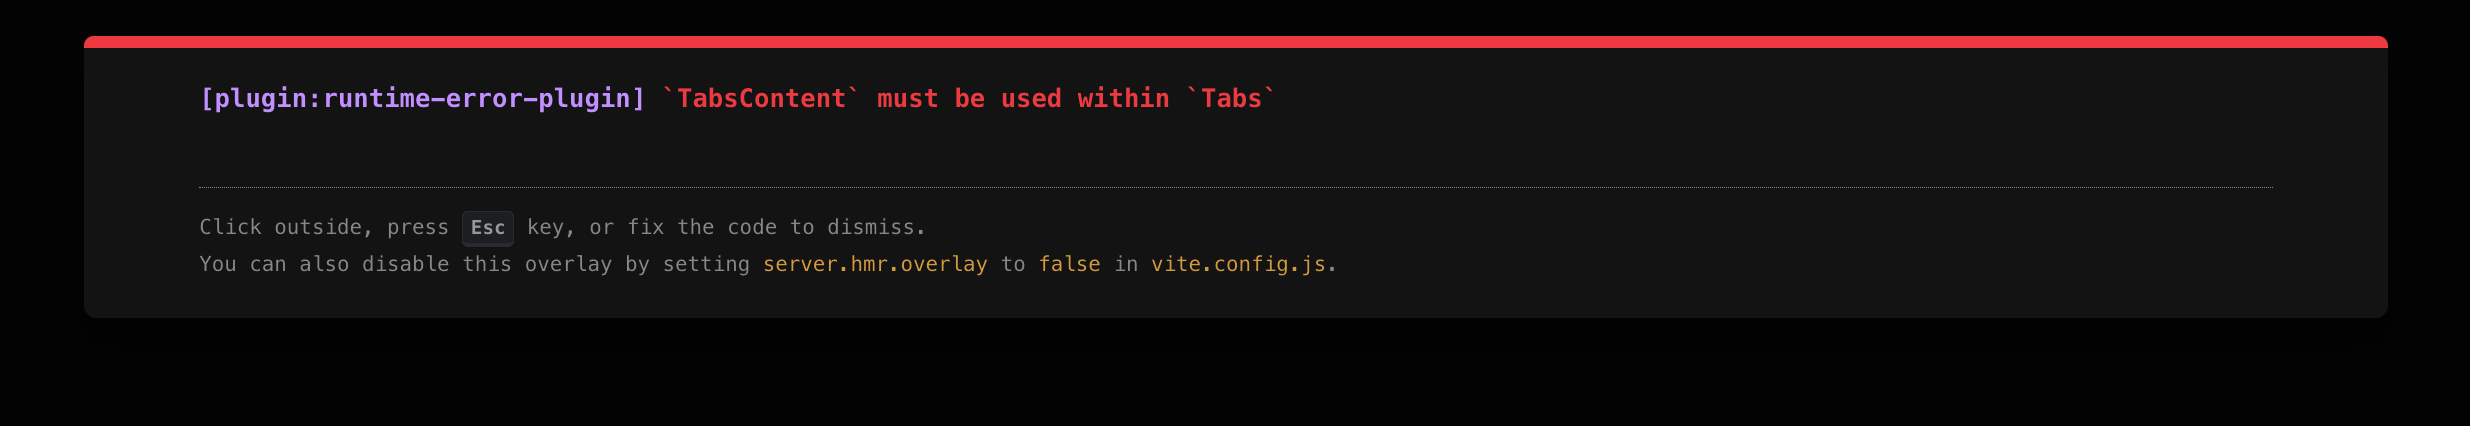 [plugin:runtime-error-plugin] `TabsContent` must be used within `Tabs`
Click outside, press Esc key, or fix the code to dismiss.
You can also disable this overlay by setting server.hmr.overlay to false in vite.config.js.